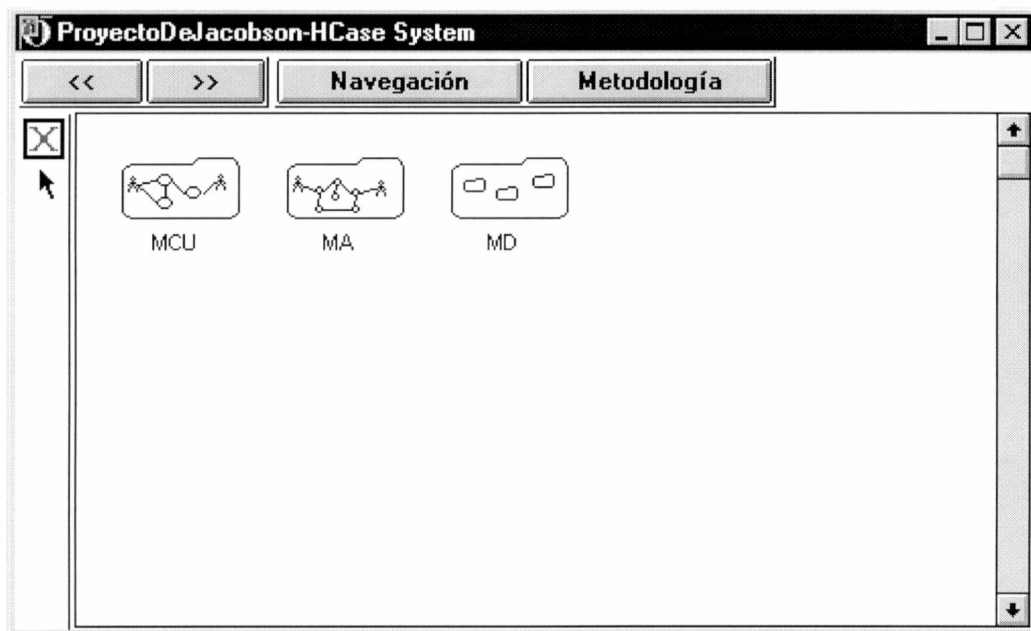 ProyectoDeJacobson-HCase System
<< >> Navegación Metodología
MCU MA MD